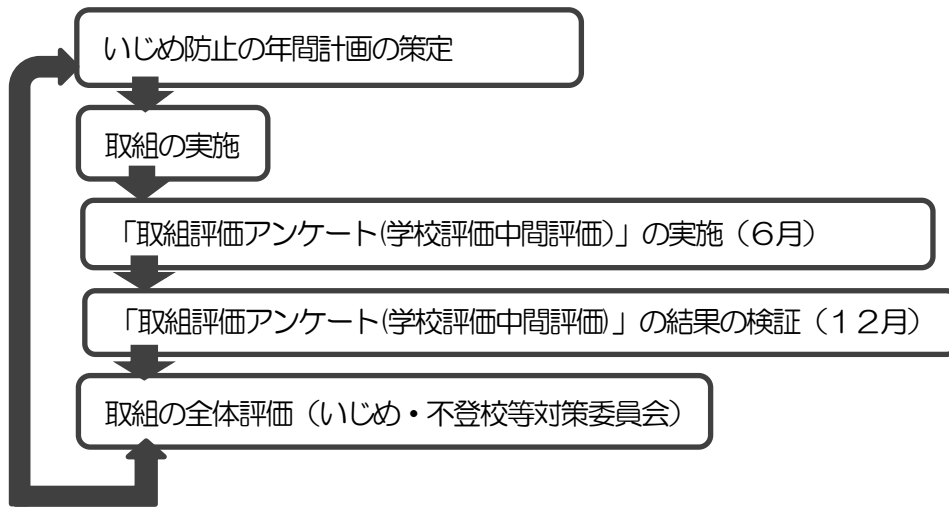 いじめ防止の年間計画の策定
取組の実施
「取組評価アンケート(学校評価中間評価)」の実施（６月）
「取組評価アンケート(学校評価中間評価)」の結果の検証（１２月）
取組の全体評価（いじめ・不登校等対策委員会）